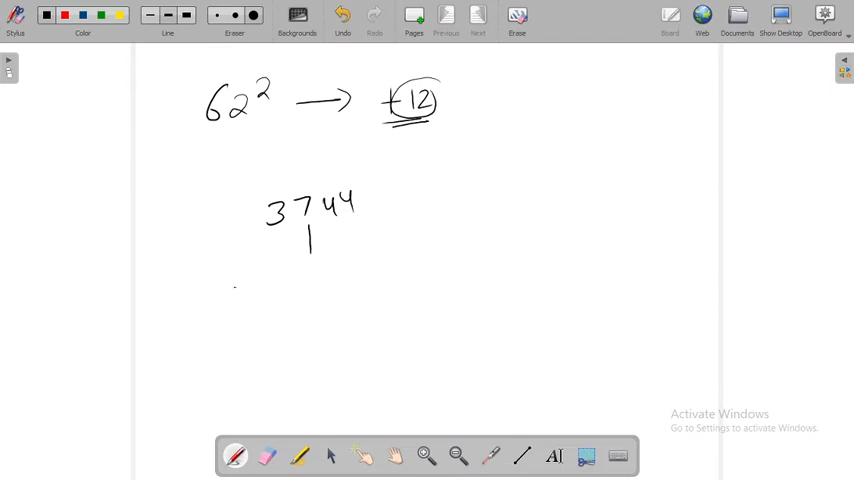 Stylus Color Line Eraser Backgrounds Undo Redo Pages Previous Next Erase Board Web Documents Show Desktop OpenBoard
62² → +12
3744
|
Activate Windows
Go to Settings to activate Windows.